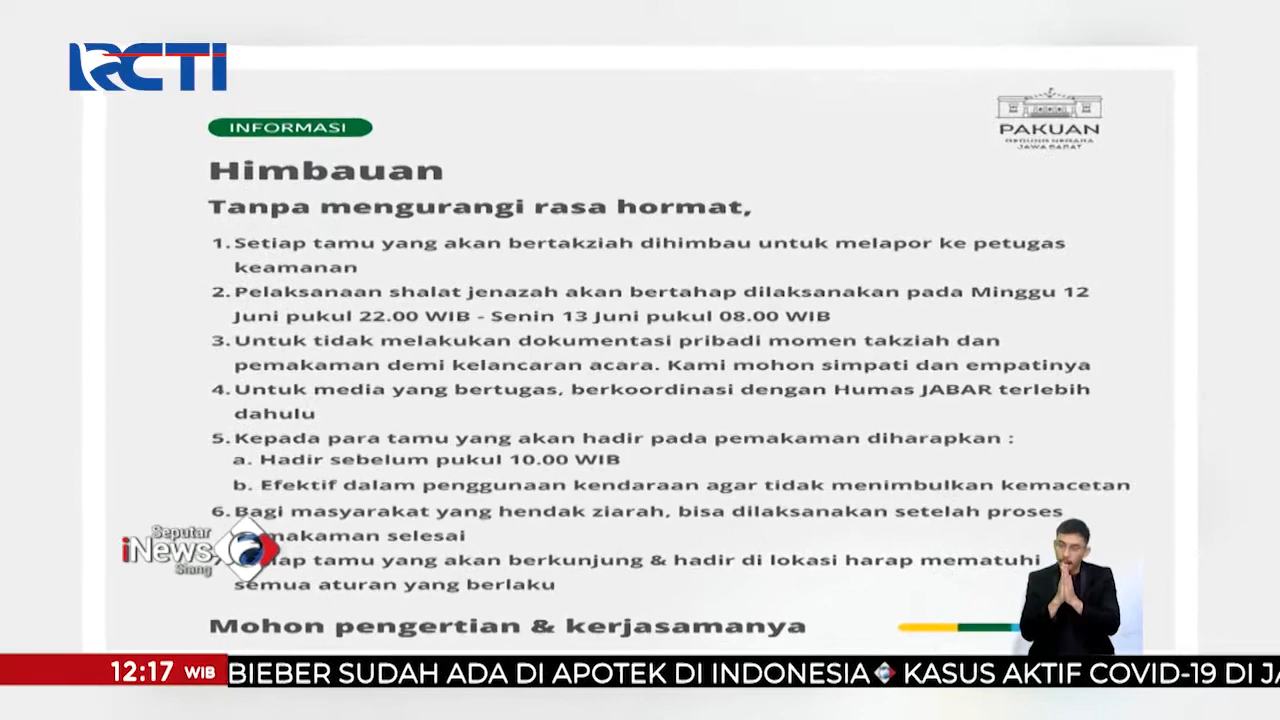 RCTI
INFORMASI
PAKUAN
GEDUNG NEGARA
JAWA BARAT
Himbauan
Tanpa mengurangi rasa hormat,
1. Setiap tamu yang akan bertakziah dihimbau untuk melapor ke petugas
keamanan
2. Pelaksanaan shalat jenazah akan bertahap dilaksanakan pada Minggu 12
Juni pukul 22.00 WIB - Senin 13 Juni pukul 08.00 WIB
3. Untuk tidak melakukan dokumentasi pribadi momen takziah dan
pemakaman demi kelancaran acara. Kami mohon simpati dan empatinya
4. Untuk media yang bertugas, berkoordinasi dengan Humas JABAR terlebih
dahulu
5. Kepada para tamu yang akan hadir pada pemakaman diharapkan :
a. Hadir sebelum pukul 10.00 WIB
b. Efektif dalam penggunaan kendaraan agar tidak menimbulkan kemacetan
6. Bagi masyarakat yang hendak ziarah, bisa dilaksanakan setelah proses
makaman selesai
tamu yang akan berkunjung & hadir di lokasi harap mematuhi
semua aturan yang berlaku
Mohon pengertian & kerjasamanya
Seputar
iNews
Siang
12:17 WIB
BIEBER SUDAH ADA DI APOTEK DI INDONESIA KASUS AKTIF COVID-19 DI